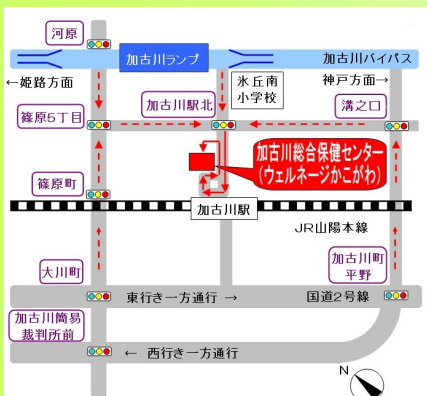 河原
加古川ランプ
加古川バイパス
←姫路方面
神戸方面→
氷丘南
小学校
加古川駅北
篠原5丁目
溝之口
加古川総合保健センター
(ウェルネージかこがわ)
篠原町
加古川駅
JR山陽本線
大川町
加古川町
平野
東行き一方通行 →
国道2号線
加古川簡易
裁判所前
← 西行き一方通行
N